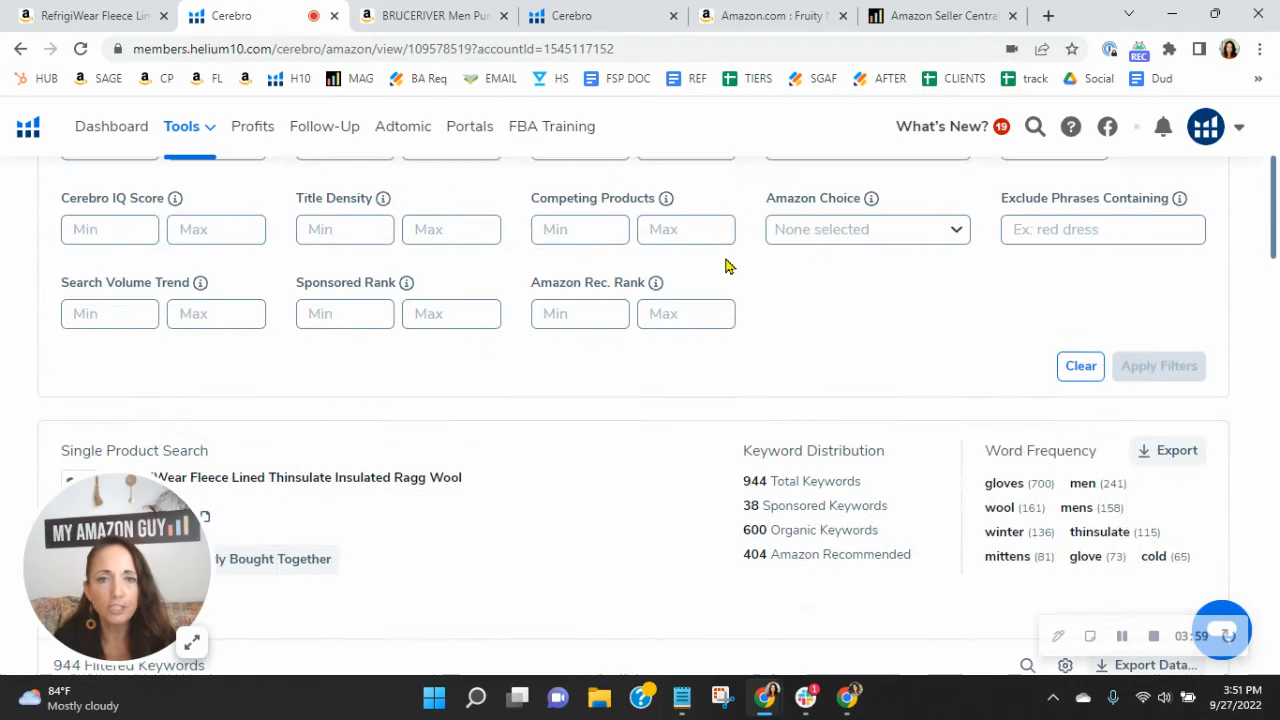 RefrigiWear Fleece Lin
Cerebro
BRUCERIVER Men Pu
Cerebro
Amazon.com : Fruity
Amazon Seller Centra
members.helium10.com/cerebro/amazon/view/109578519?accountId=1545117152
REC
HUB
SAGE
CP
FL
H10
MAG
BA Req
EMAIL
HS
FSP DOC
REF
TIERS
SGAF
AFTER
CLIENTS
track
Social
Dud
Dashboard
Tools
Profits
Follow-Up
Adtomic
Portals
FBA Training
What's New? 19
Cerebro IQ Score
Title Density
Competing Products
Amazon Choice
Exclude Phrases Containing
Min Max Min Max Min Max None selected Ex: red dress
Search Volume Trend
Sponsored Rank
Amazon Rec. Rank
Min Max Min Max Min Max
Clear Apply Filters
Single Product Search
Wear Fleece Lined Thinsulate Insulated Ragg Wool
ly Bought Together
Keyword Distribution
944 Total Keywords
38 Sponsored Keywords
600 Organic Keywords
404 Amazon Recommended
Word Frequency
Export
gloves (700) men (241)
wool (161) mens (158)
winter (136) thinsulate (115)
mittens (81) glove (73) cold (65)
MY AMAZON GUY
03:59
944 Filtered Keywords
Export Data...
84°F
Mostly cloudy
1
3:51 PM
9/27/2022